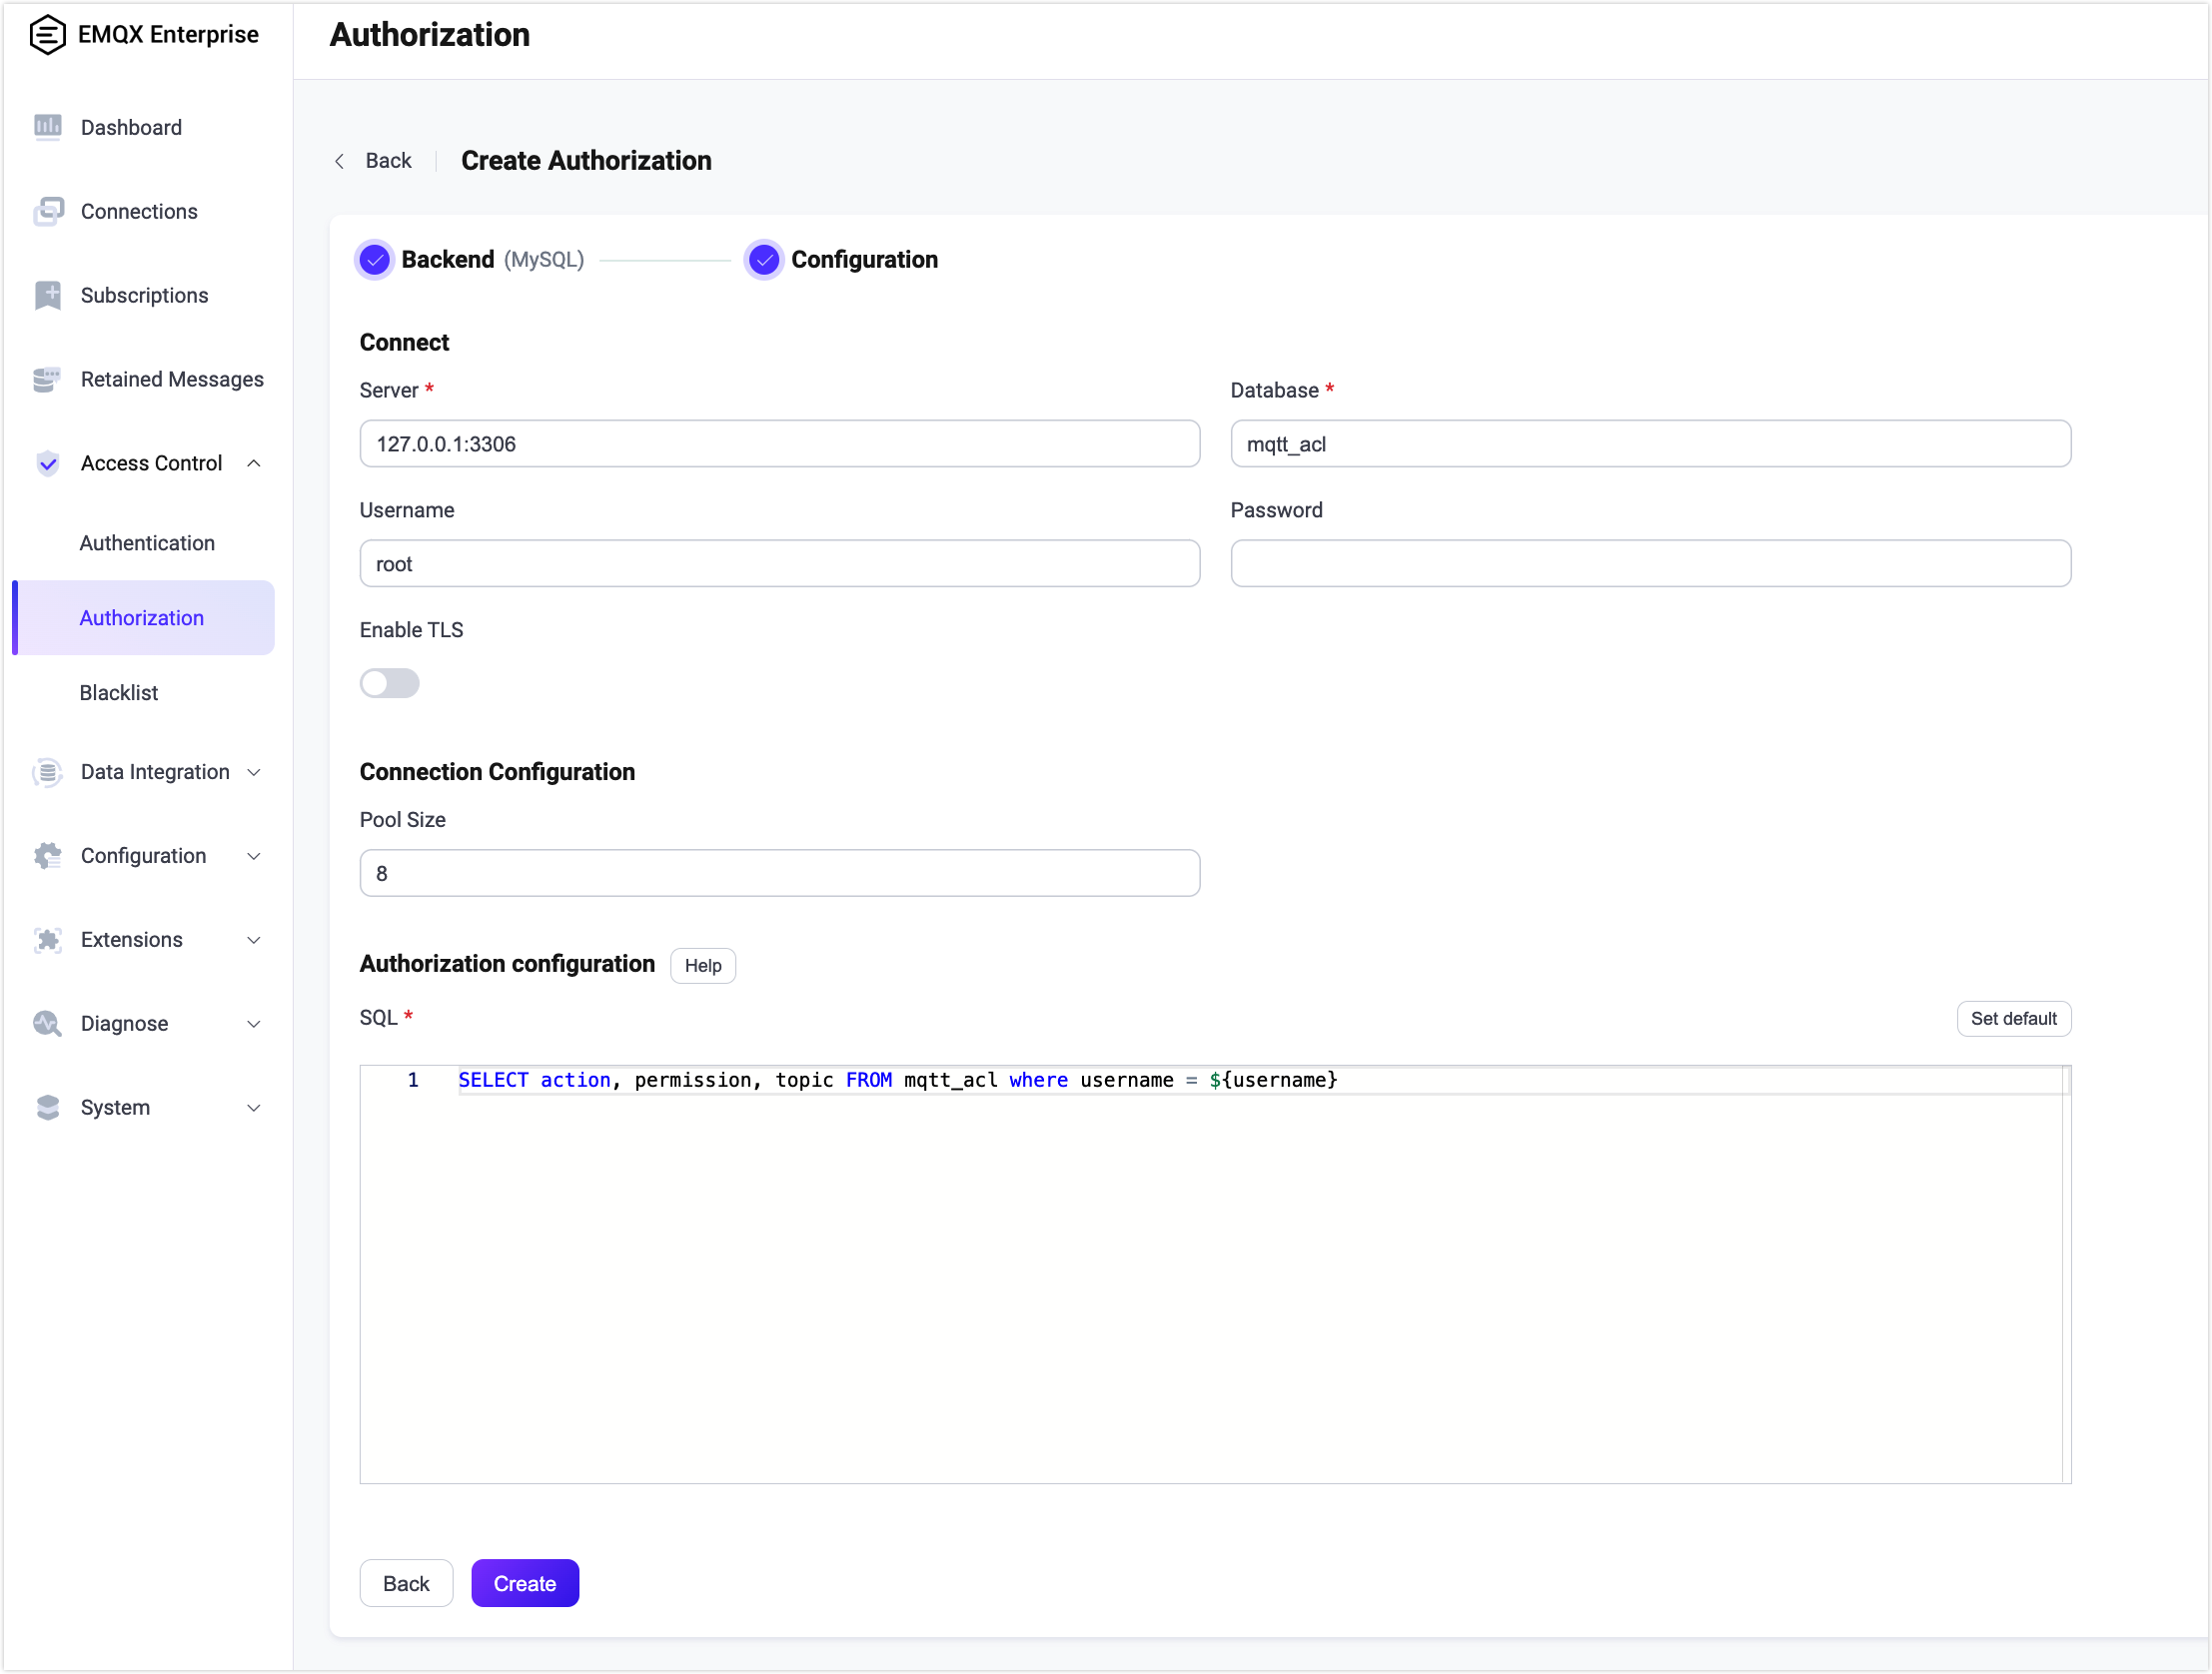 EMQX Enterprise
Authorization
Dashboard
Connections
Subscriptions
Retained Messages
Access Control
Authentication
Authorization
Blacklist
Data Integration
Configuration
Extensions
Diagnose
System
Back
Create Authorization
Backend (MySQL)
Configuration
Connect
Server *
Database *
127.0.0.1:3306
mqtt_acl
Username
Password
root
Enable TLS
Connection Configuration
Pool Size
8
Authorization configuration
Help
SQL *
Set default
1 SELECT action, permission, topic FROM mqtt_acl where username = ${username}
Back
Create